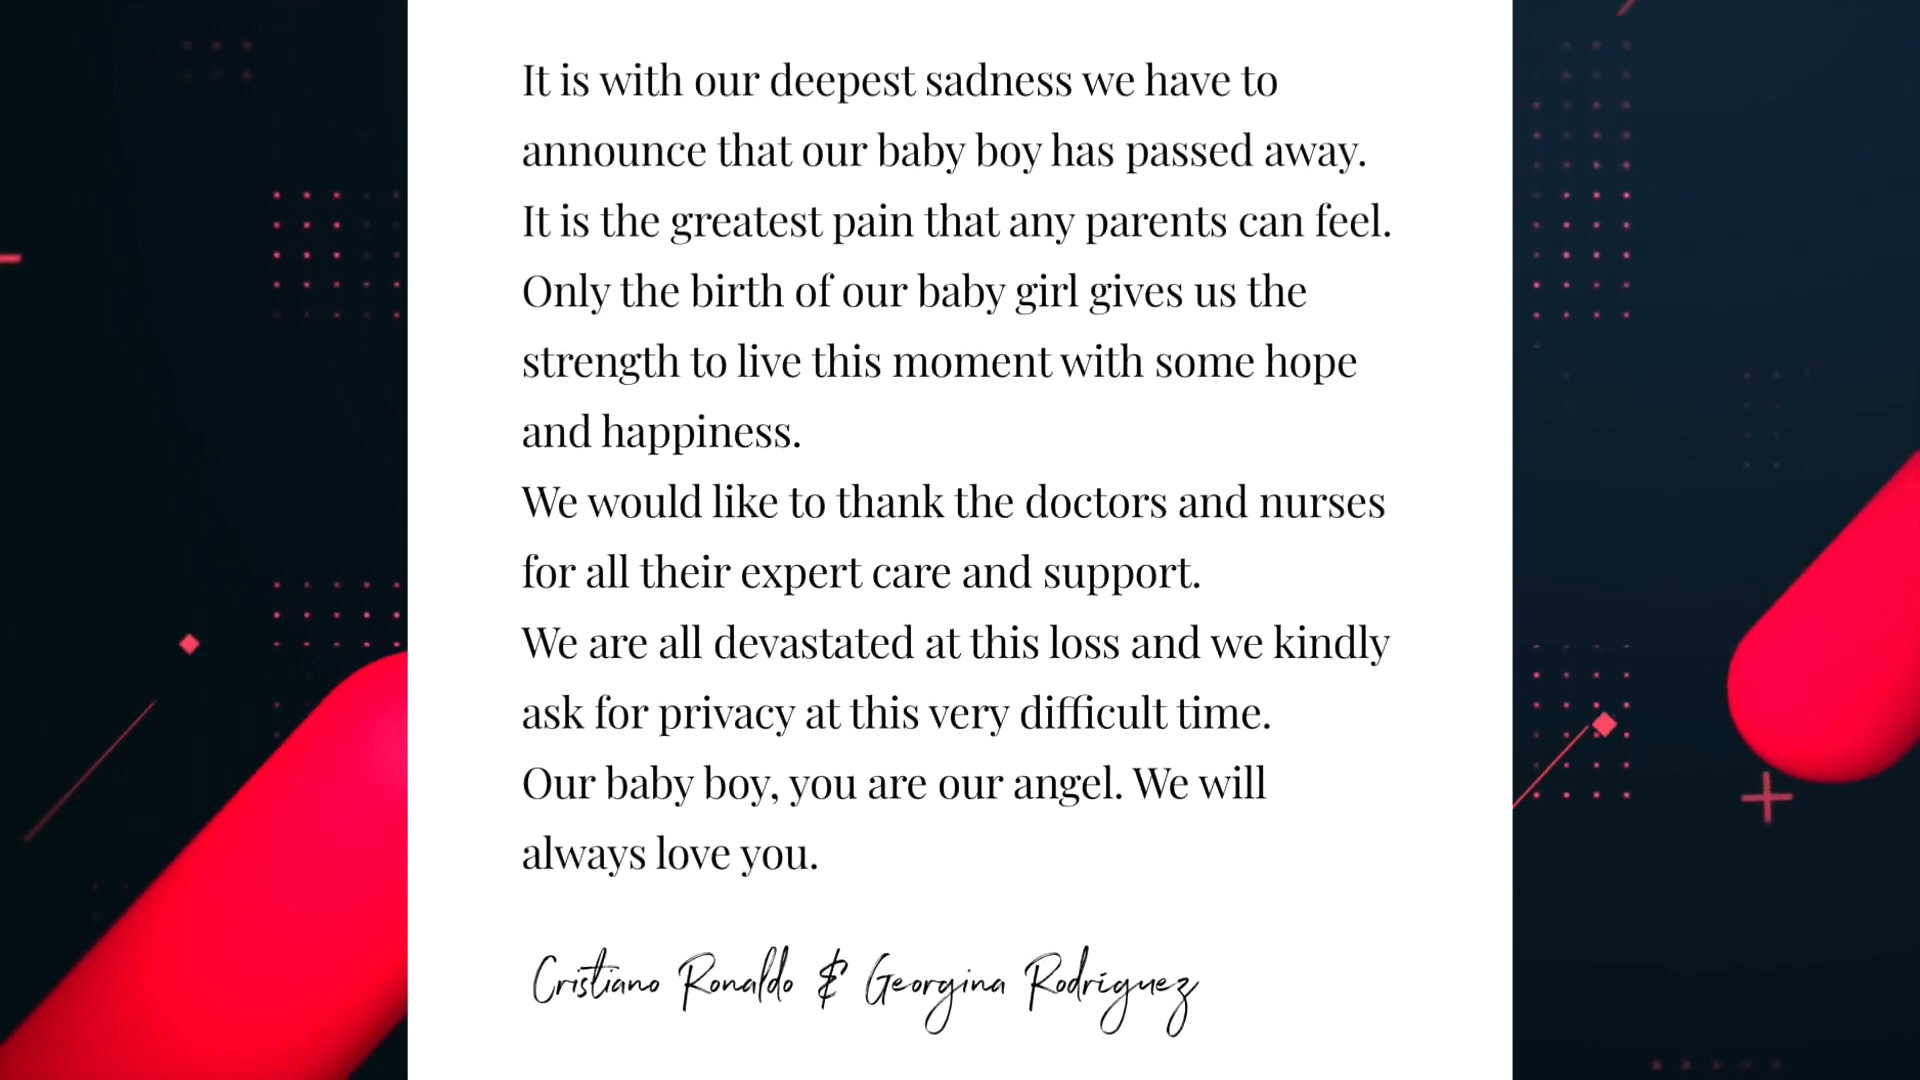 It is with our deepest sadness we have to
announce that our baby boy has passed away.
It is the greatest pain that any parents can feel.
Only the birth of our baby girl gives us the
strength to live this moment with some hope
and happiness.
We would like to thank the doctors and nurses
for all their expert care and support.
We are all devastated at this loss and we kindly
ask for privacy at this very difficult time.
Our baby boy, you are our angel. We will
always love you.
Cristiano Ronaldo & Georgina Rodriguez